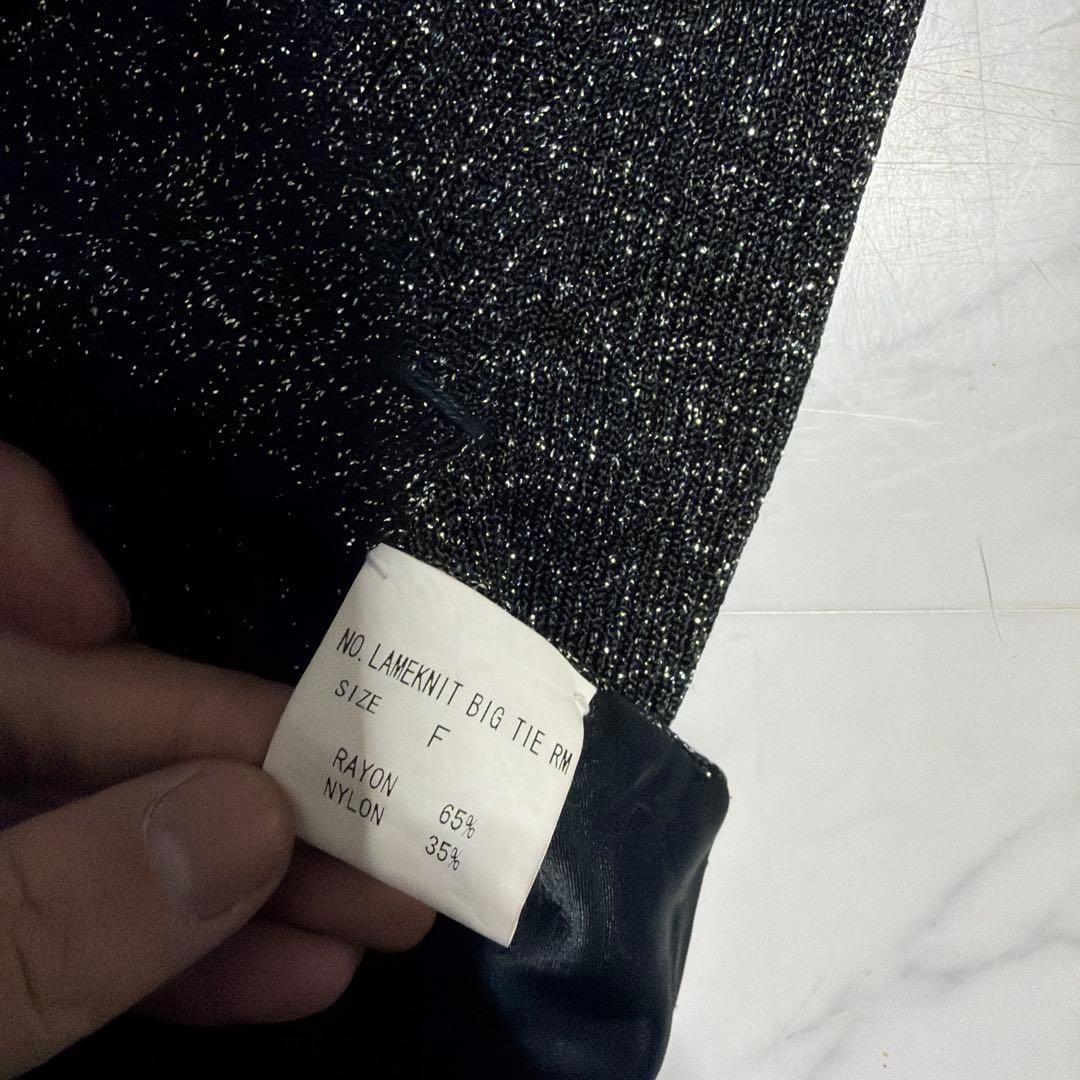 NO. LAMEKNIT BIG TIE RM
SIZE
F
RAYON 65%
NYLON 35%